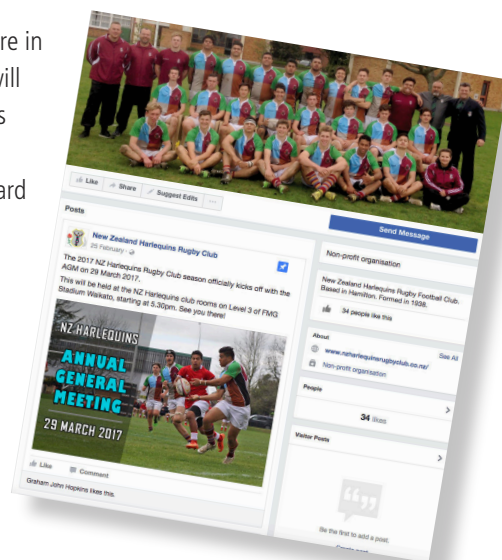 re in
will
s
ard
Like
Share
Suggest Edits
...
Send Message
Posts
New Zealand Harlequins Rugby Club
25 February
The 2017 NZ Harlequins Rugby Club season officially kicks off with the
AGM on 29 March 2017.
This will be held at the NZ Harlequins club rooms on Level 3 of FMG
Stadium Waikato, starting at 5.30pm. See you there!
NZ HARLEQUINS
ANNUAL
GENERAL
MEETING
29 MARCH 2017
Like
Comment
Graham John Hopkins likes this.
Non-profit organisation
New Zealand Harlequins Rugby Football Club.
Based in Hamilton. Formed in 1938.
34 people like this
About
See All
www.nzharlequinsrugbyclub.co.nz/
Non-profit organisation
People
34 likes
Visitor Posts
Be the first to add a post.